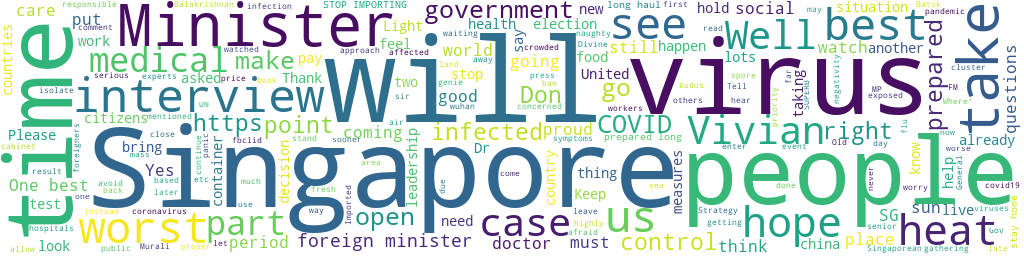 care
responsible
Minister
Balakrishnan
infection
STOP IMPORTING
Party
government
new
long haul
hold
first
social
see
Well
may
situation
best
Datok
another
countries
time
put
comment
work
medical
make
watched
approach
affected
Light
feel
pay
health
election
waiting
crowded
away
world
say
naughty
Divine
food
still
happen
read
lots
watch
pandemic
cluster
prepared
take
questions
isolate
serious
experts
price
nook
asked
Thank
interview
will
two
sir
wuhan
land
genie
stop
good
going
press
ban
concerned
Don
United
go
workers
others
virus
spore
Tell
hear
far
taking
SUPERB
negativity
MP
exposed
FM
Where'
citizens
UN
mentioned
Please
foreigners
https
point
coming
air
infected
proud
symptoms
COVID
prepared long
Kudos
priority
Vivian
right
flu
already
cabinet
close
bring
mass
continue
panic
container
fbclid
stand
sooner
decision
leadership
Dr
area
country
thing
Keep
measures
enter
event
old
day
know
now
worse
help
General
result
One best
test
avoid
back
Yes
based
later
etc
much
use
Singapore
fresh
way
Imported
due
come
sea
leave
us
people
Strategy
getting
done
hope
never
worry
SG
senior
sun
live
covid19
viruses
Gov
stay home
hospitals
instead
coronavirus
worst
part
period
open
need
case
highly
afraid
must
control
think
china
place
Singaporean
gathering
heat
late
allow
look
public
Murali
proper
let
foreign minister
doctor